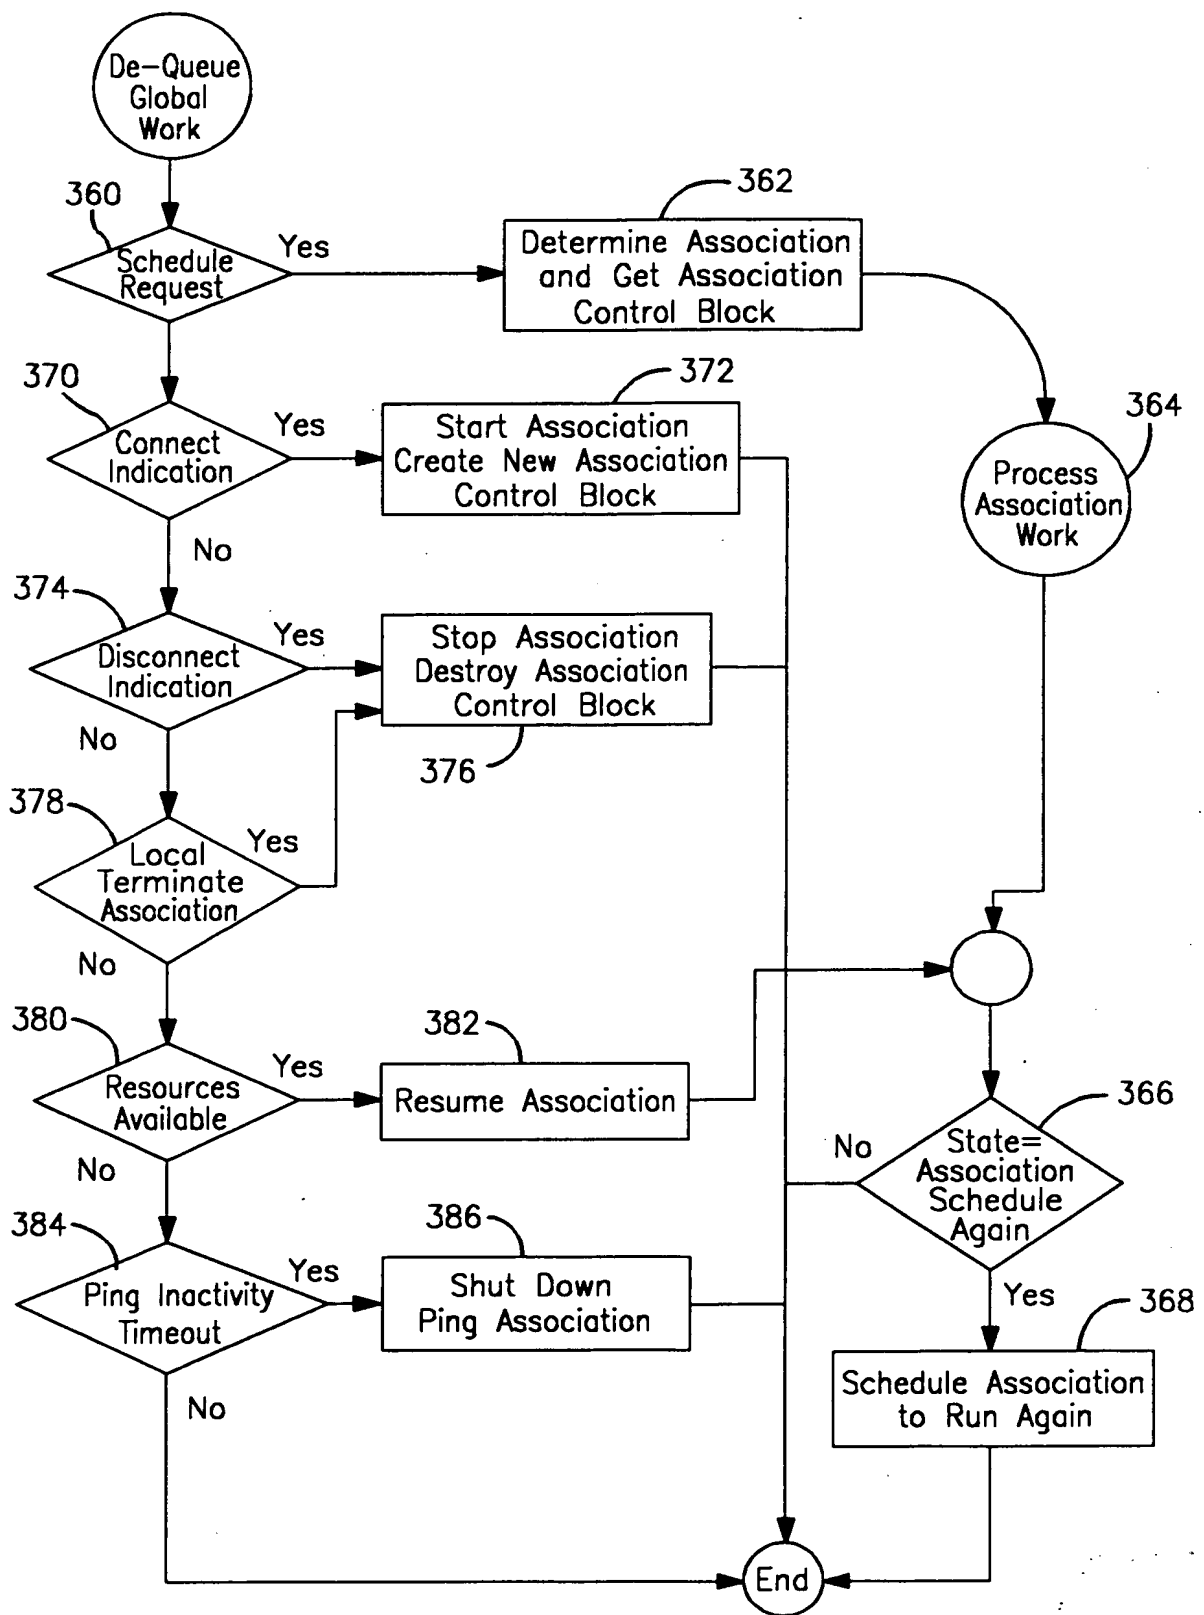 De-Queue
Global
Work
360
362
Schedule
Request
Yes
Determine Association
and Get Association
Control Block
370
372
364
Connect
Indication
Yes
Start Association
Create New Association
Control Block
Process
Association
Work
No
374
Disconnect
Indication
Yes
Stop Association
Destroy Association
Control Block
376
No
378
Local
Terminate
Association
Yes
No
380
382
Resources
Available
Yes
Resume Association
366
State=
Association
Schedule
Again
No
No
384
386
Ping Inactivity
Timeout
Yes
Shut Down
Ping Association
Yes
368
Schedule Association
to Run Again
No
End